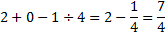 2 + 0 − 1 ÷ 4 = 2 − 1/4 = 7/4